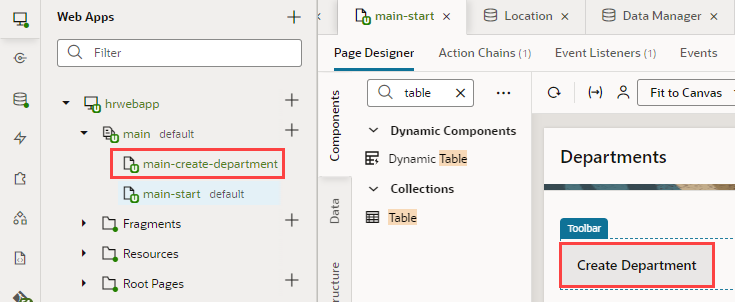 Web Apps
Filter
hrwebapp
main default
main-create-department
main-start default
Fragments
Resources
Root Pages
main-start
Location
Data Manager
Page Designer
Action Chains (1)
Event Listeners (1)
Events
Components
Data
ructure
table
Dynamic Components
Dynamic Table
Collections
Table
Fit to Canvas
Departments
Toolbar
Create Department